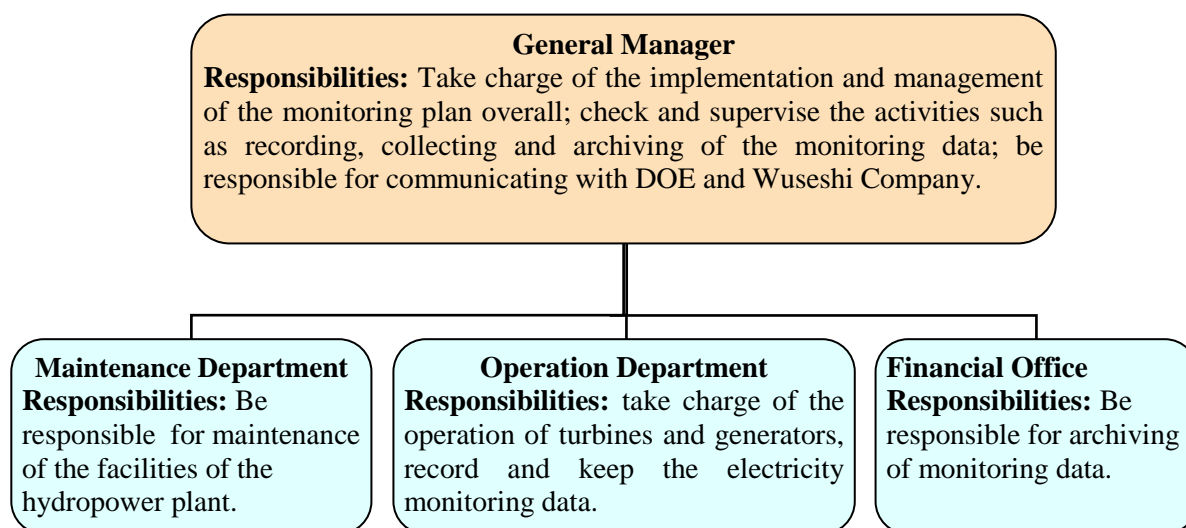 General Manager
Responsibilities: Take charge of the implementation and management
of the monitoring plan overall; check and supervise the activities such
as recording, collecting and archiving of the monitoring data; be
responsible for communicating with DOE and Wuseshi Company.
Maintenance Department
Responsibilities: Be
responsible for maintenance
of the facilities of the
hydropower plant.
Operation Department
Responsibilities: take charge of the
operation of turbines and generators,
record and keep the electricity
monitoring data.
Financial Office
Responsibilities: Be
responsible for archiving
of monitoring data.